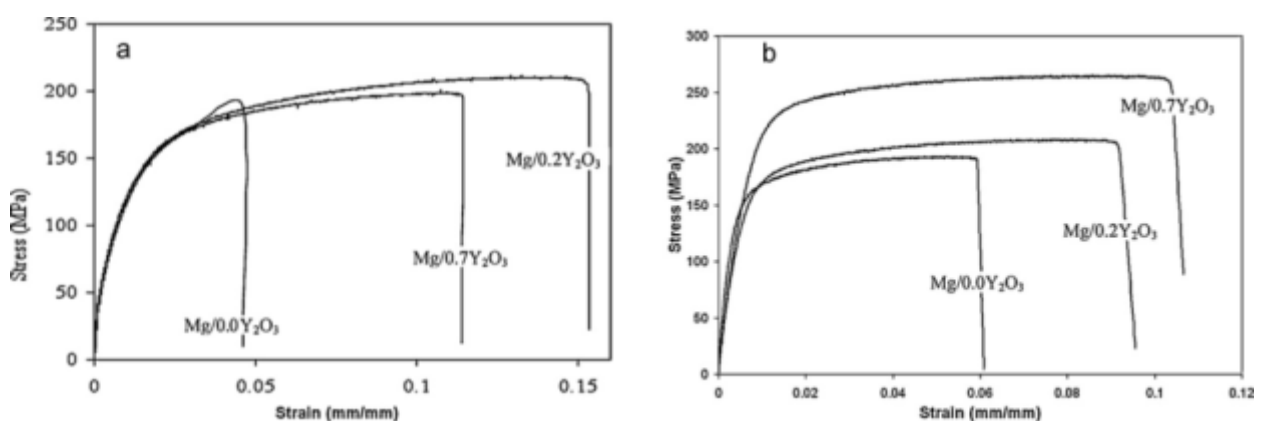 a
250
200
150
100
50
0
Stress (MPa)
0
0.05
0.1
0.15
Strain (mm/mm)
Mg/0.2Y₂O₃
Mg/0.7Y₂O₃
Mg/0.0Y₂O₃
b
300
250
200
150
100
50
0
Stress (MPa)
0
0.02
0.04
0.06
0.08
0.1
0.12
Strain (mm/mm)
Mg/0.7Y₂O₃
Mg/0.2Y₂O₃
Mg/0.0Y₂O₃